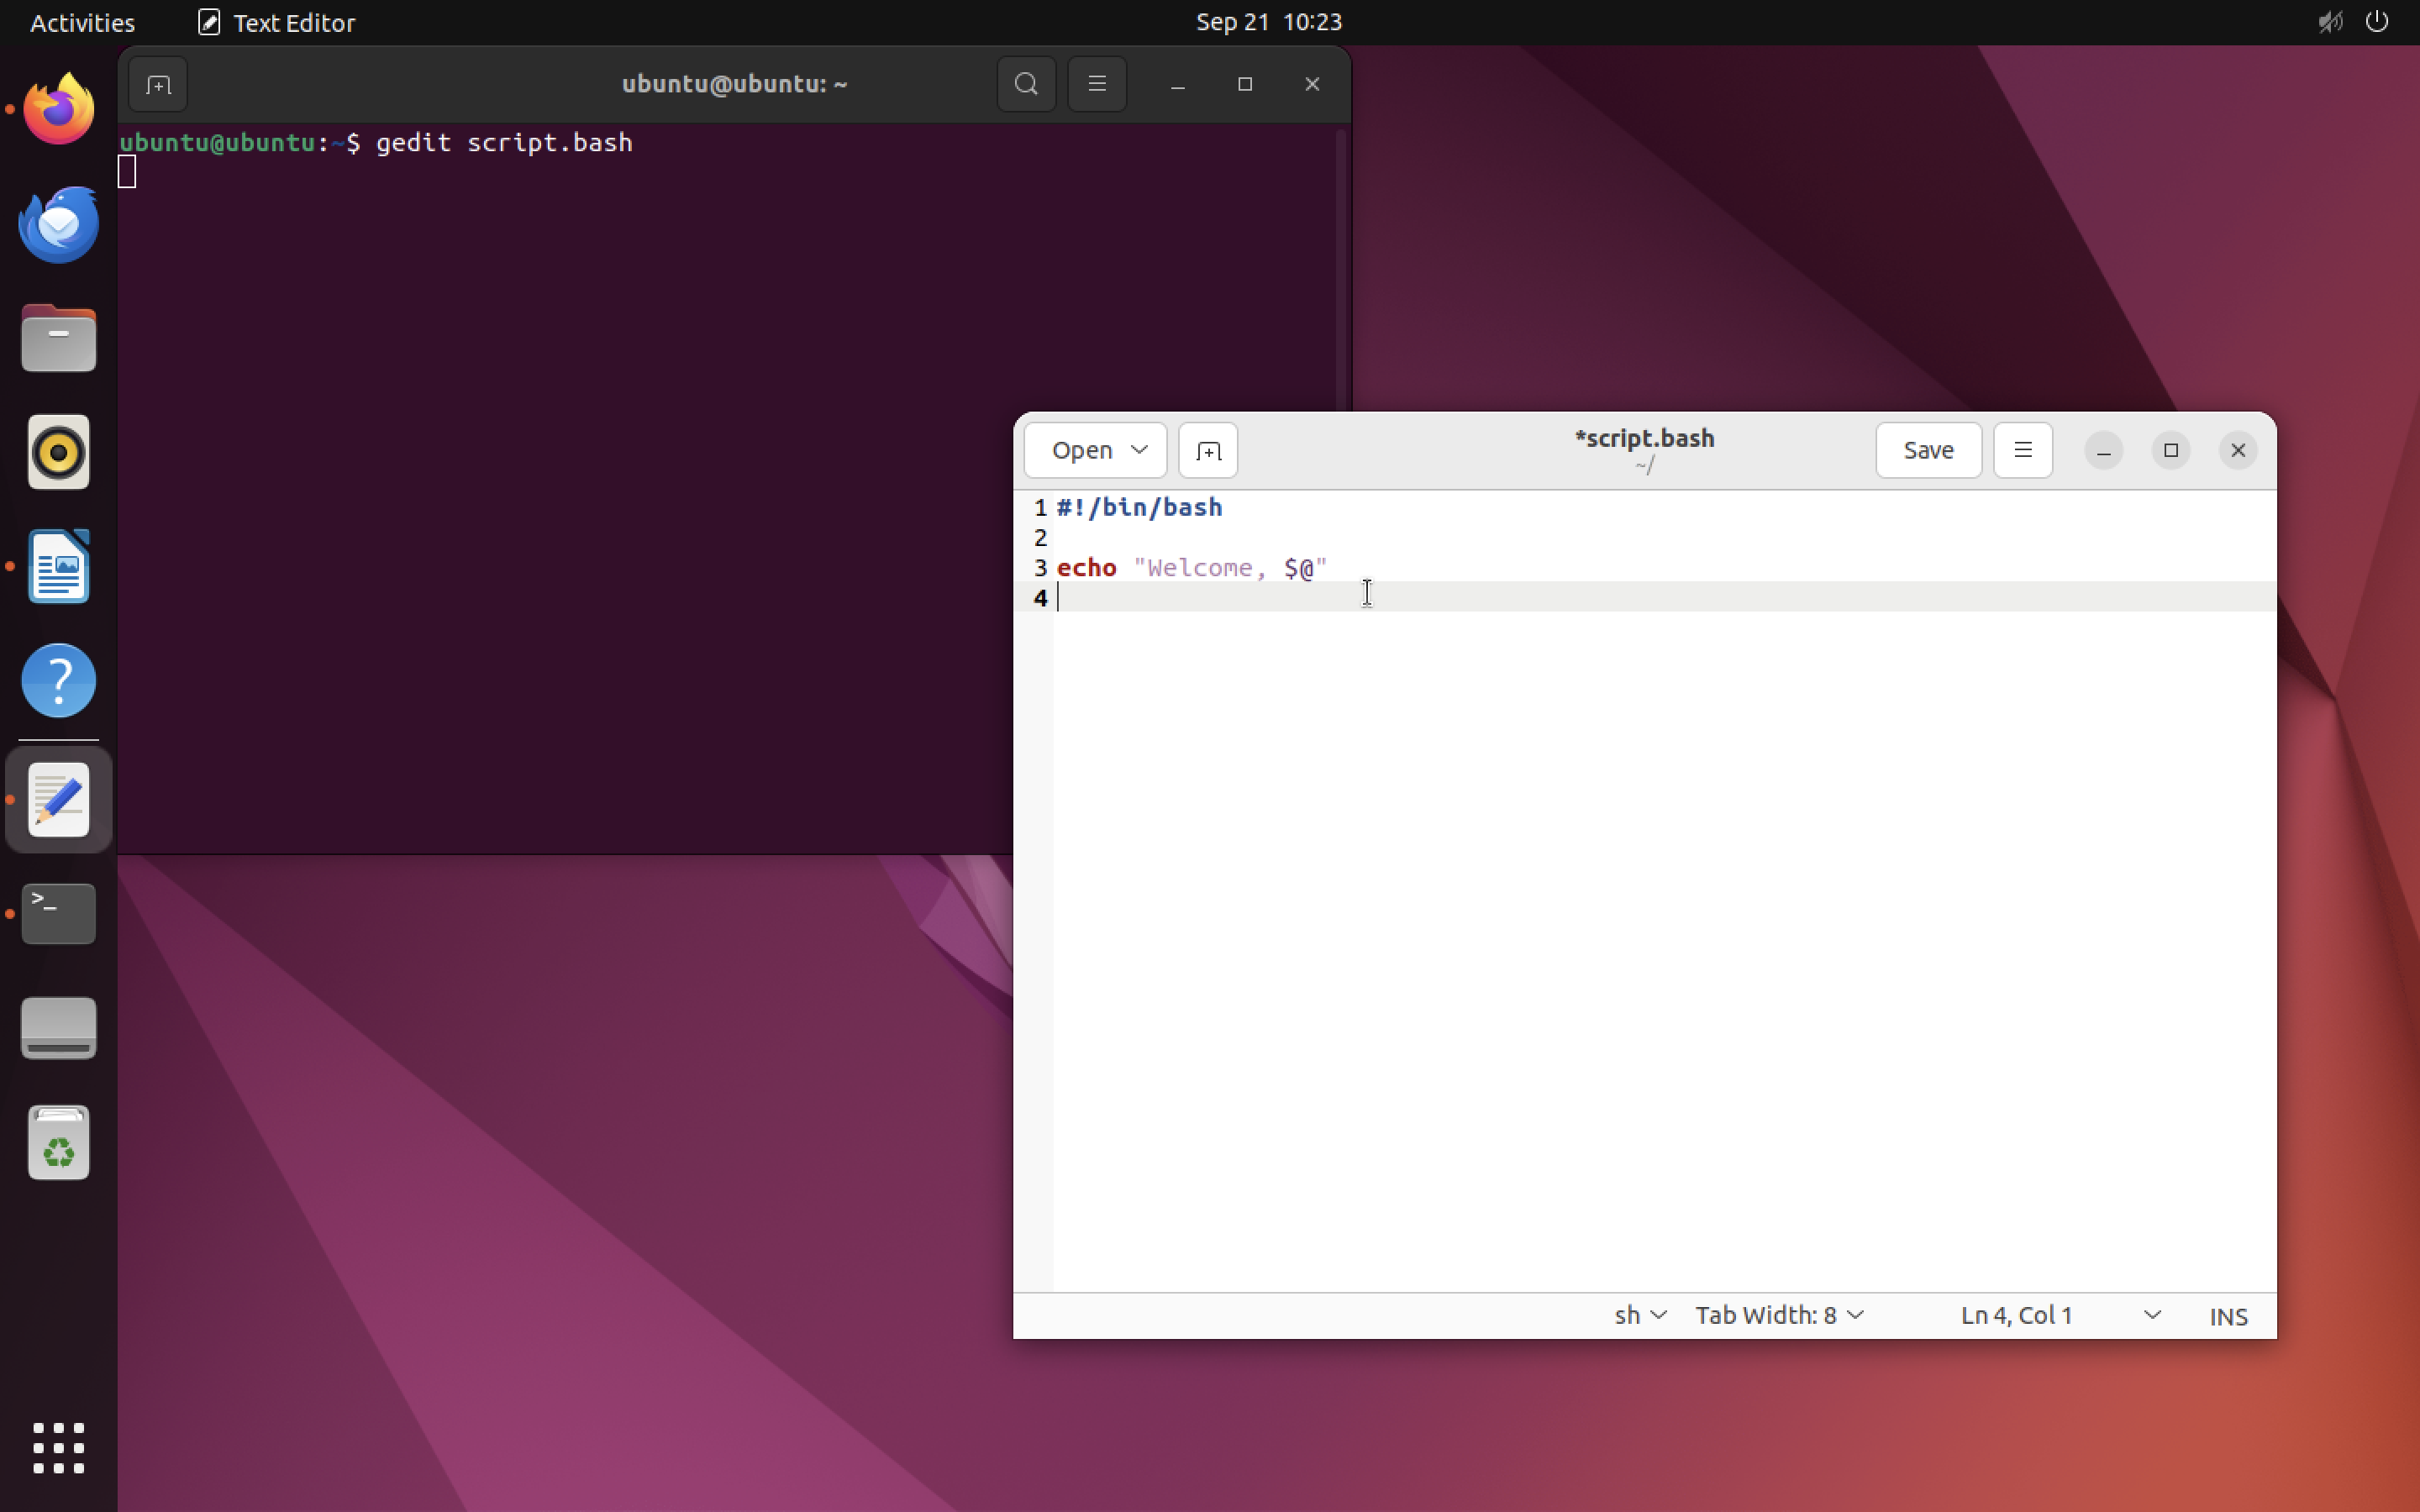 Activities
Text Editor
Sep 21 10:23
ubuntu@ubuntu: ~
ubuntu@ubuntu:~$ gedit script.bash
>_
Open
*script.bash
~/
Save
1 #!/bin/bash
2
3 echo "Welcome, $@"
4
sh
Tab Width: 8
Ln 4, Col 1
INS